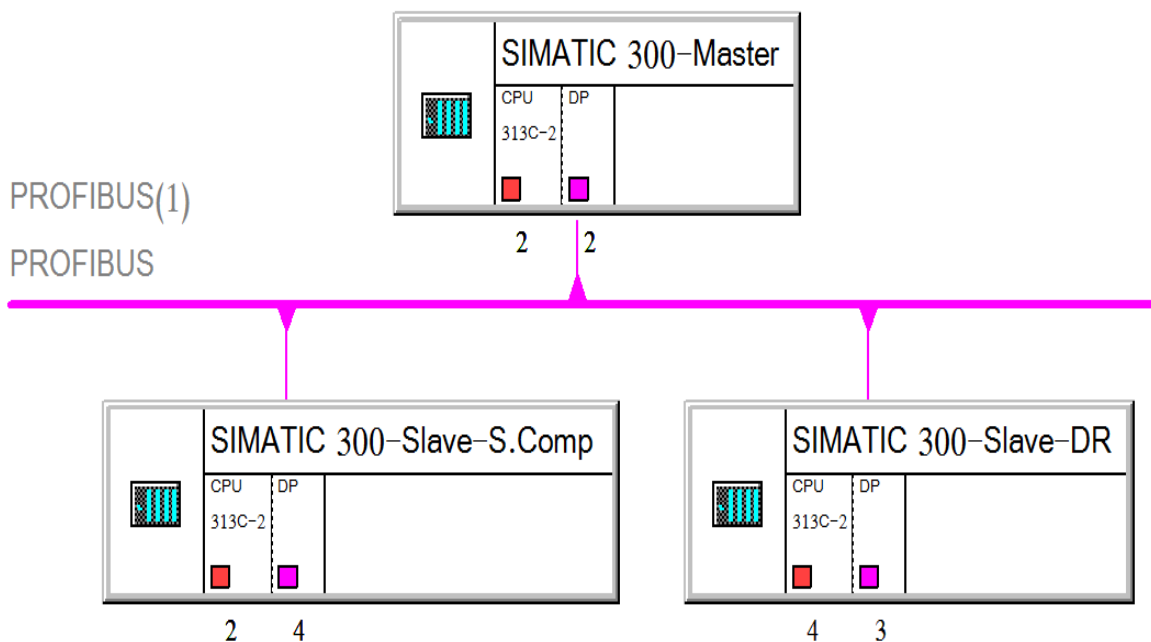 SIMATIC 300-Master
CPU DP
313C-2
2 2
PROFIBUS(1)
PROFIBUS
SIMATIC 300-Slave-S.Comp
CPU DP
313C-2
2 4
SIMATIC 300-Slave-DR
CPU DP
313C-2
4 3